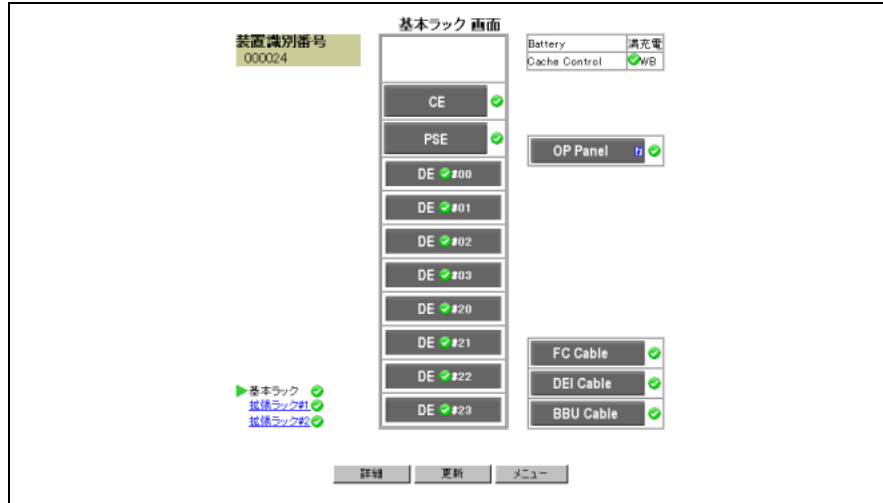 基本ラック 画面
装置識別番号
000024
Battery 満充電
Cache Control WB
CE
PSE
OP Panel i
DE #00
DE #01
DE #02
DE #03
DE #20
DE #21
DE #22
DE #23
FC Cable
DEI Cable
BBU Cable
基本ラック
拡張ラック#1
拡張ラック#2
詳細 更新 メニュー